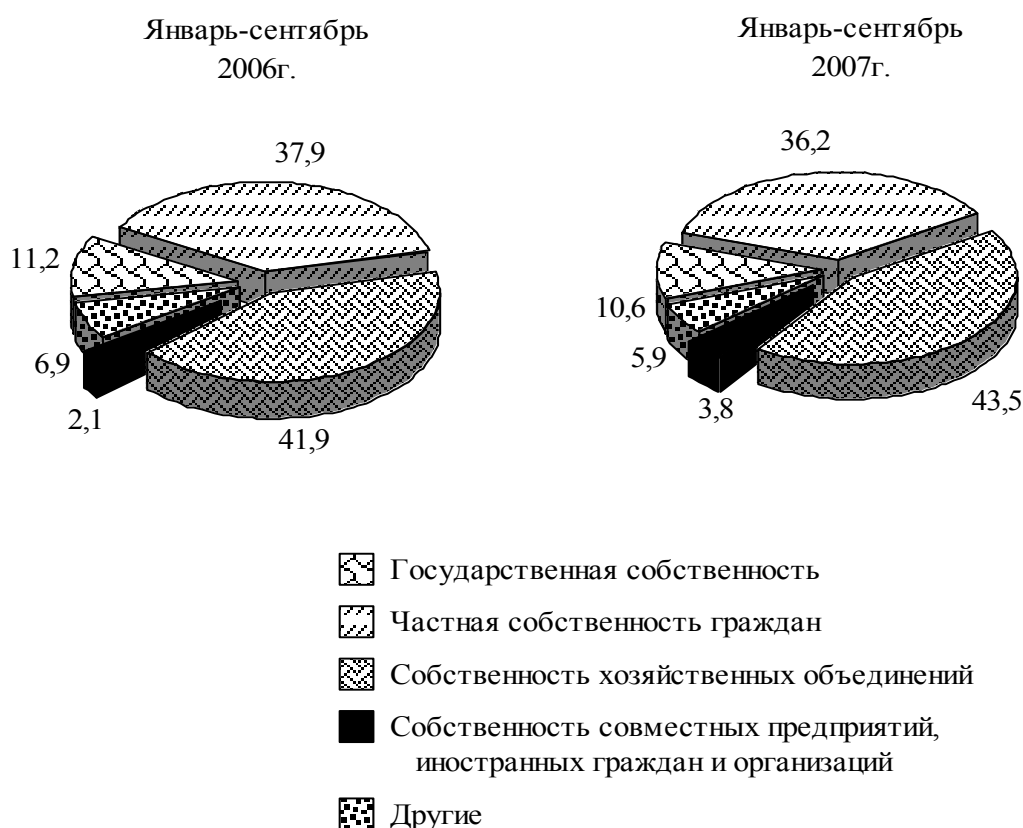 Январь-сентябрь
2006г.
37,9
11,2
6,9
2,1
41,9
Январь-сентябрь
2007г.
36,2
10,6
5,9
3,8
43,5
Государственная собственность
Частная собственность граждан
Собственность хозяйственных объединений
Собственность совместных предприятий,
иностранных граждан и организаций
Другие